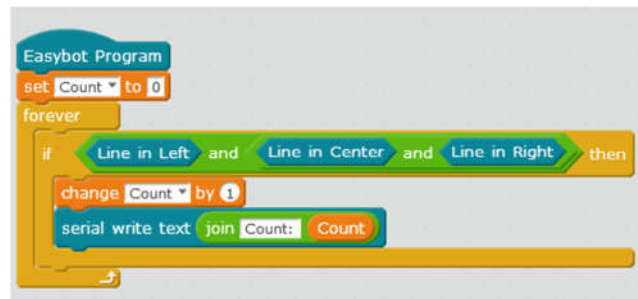 Easybot Program
set Count to 0
forever
if Line in Left and Line in Center and Line in Right then
change Count by 1
serial write text join Count: Count